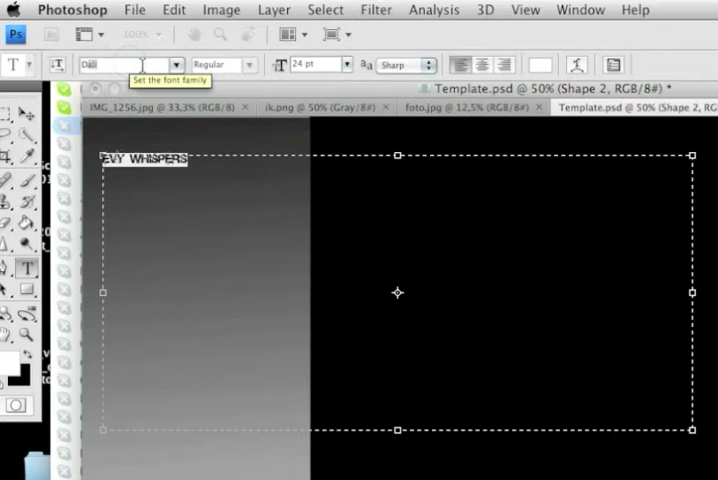 Photoshop File Edit Image Layer Select Filter Analysis 3D View Window Help
Ps 100%
T T Regular T 24 pt aa Sharp T
Set the font family
Template.psd @ 50% (Shape 2, RGB/8#) *
IMG_1256.jpg @ 33,3% (RGB/8) × ik.png @ 50% (Gray/8#) × foto.jpg @ 12,5% (RGB/8#) × Template.psd @ 50% (Shape 2, RGB/8#)
EVY WHISPERS
T